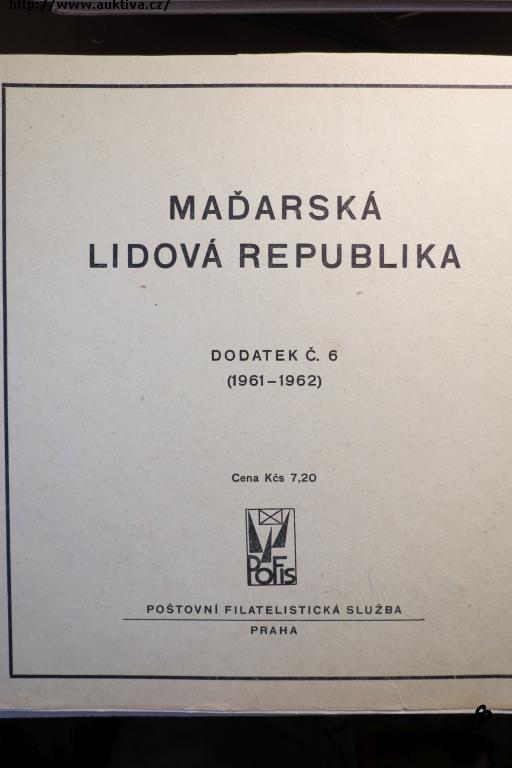 http://www.auktiva.cz/
MAĎARSKÁ
LIDOVÁ REPUBLIKA
DODATEK Č. 6
(1961–1962)
Cena Kčs 7,20
POFIS
POŠTOVNÍ FILATELISTICKÁ SLUŽBA
PRAHA